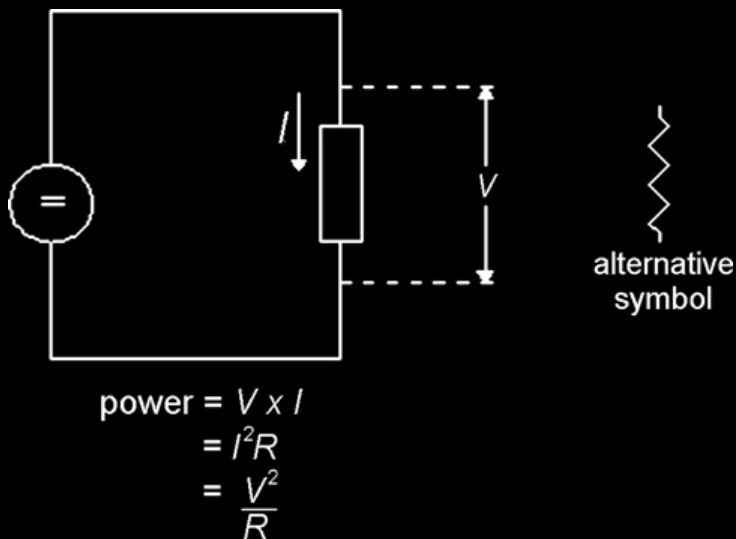 I
=
V
alternative
symbol
power = V x I
= I²R
= V²/R